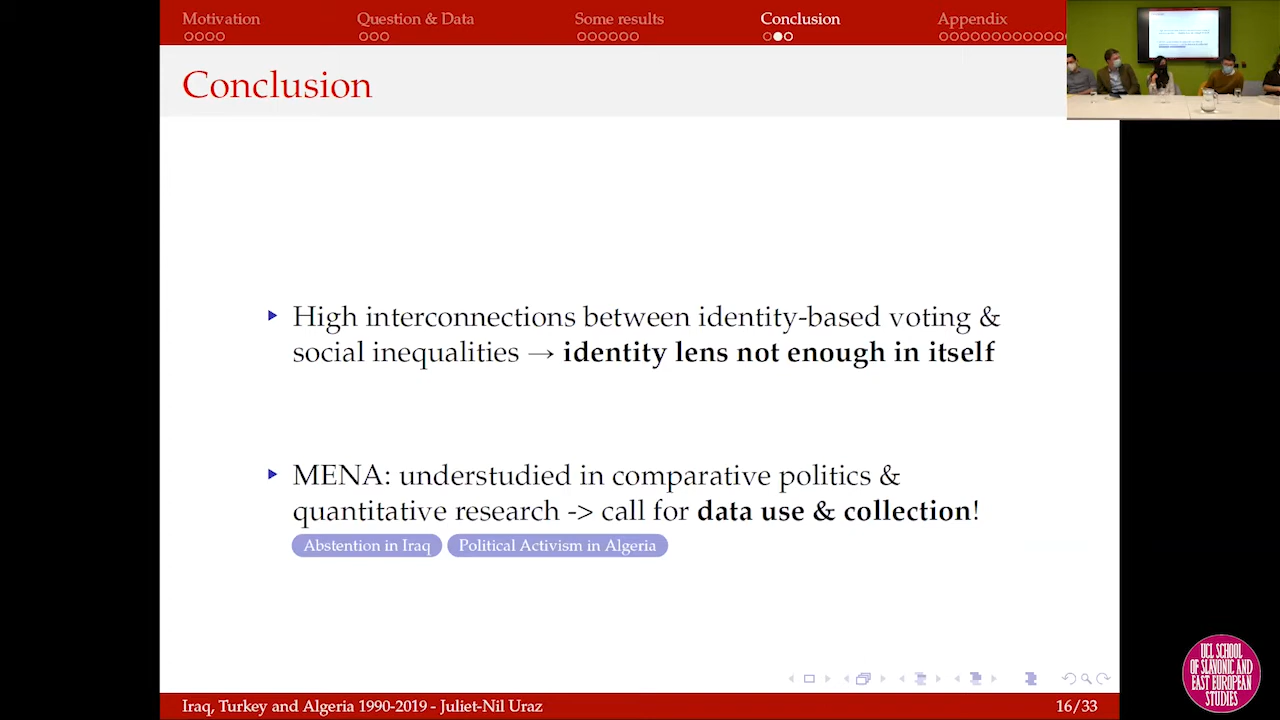 Motivation
Question & Data
Some results
Conclusion
Appendix
Conclusion
High interconnections between identity-based voting &
social inequalities → identity lens not enough in itself
MENA: understudied in comparative politics &
quantitative research -> call for data use & collection!
Abstention in Iraq
Political Activism in Algeria
Iraq, Turkey and Algeria 1990-2019 - Juliet-Nil Uraz
16/33
UCL SCHOOL
OF SLAVONIC AND
EAST EUROPEAN
STUDIES